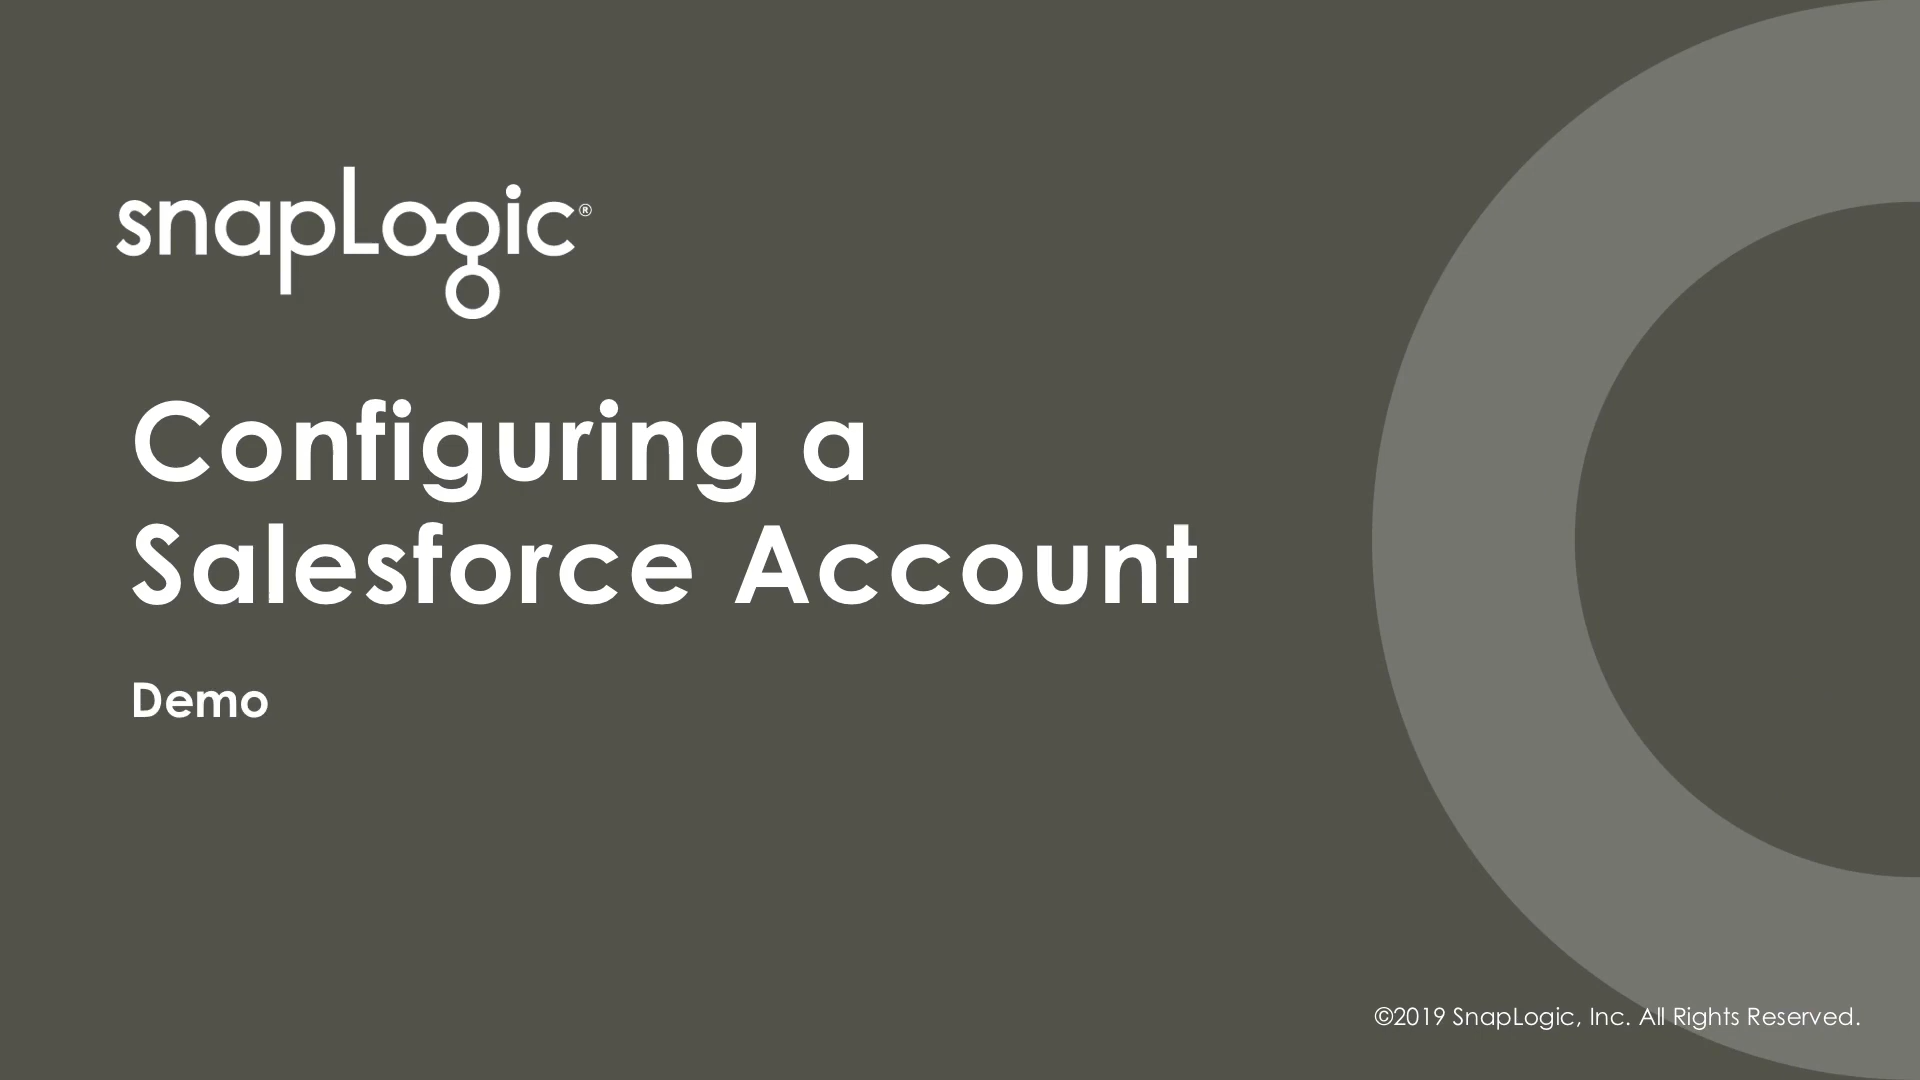 snapLogic®
Configuring a
Salesforce Account
Demo
©2019 SnapLogic, Inc. All Rights Reserved.